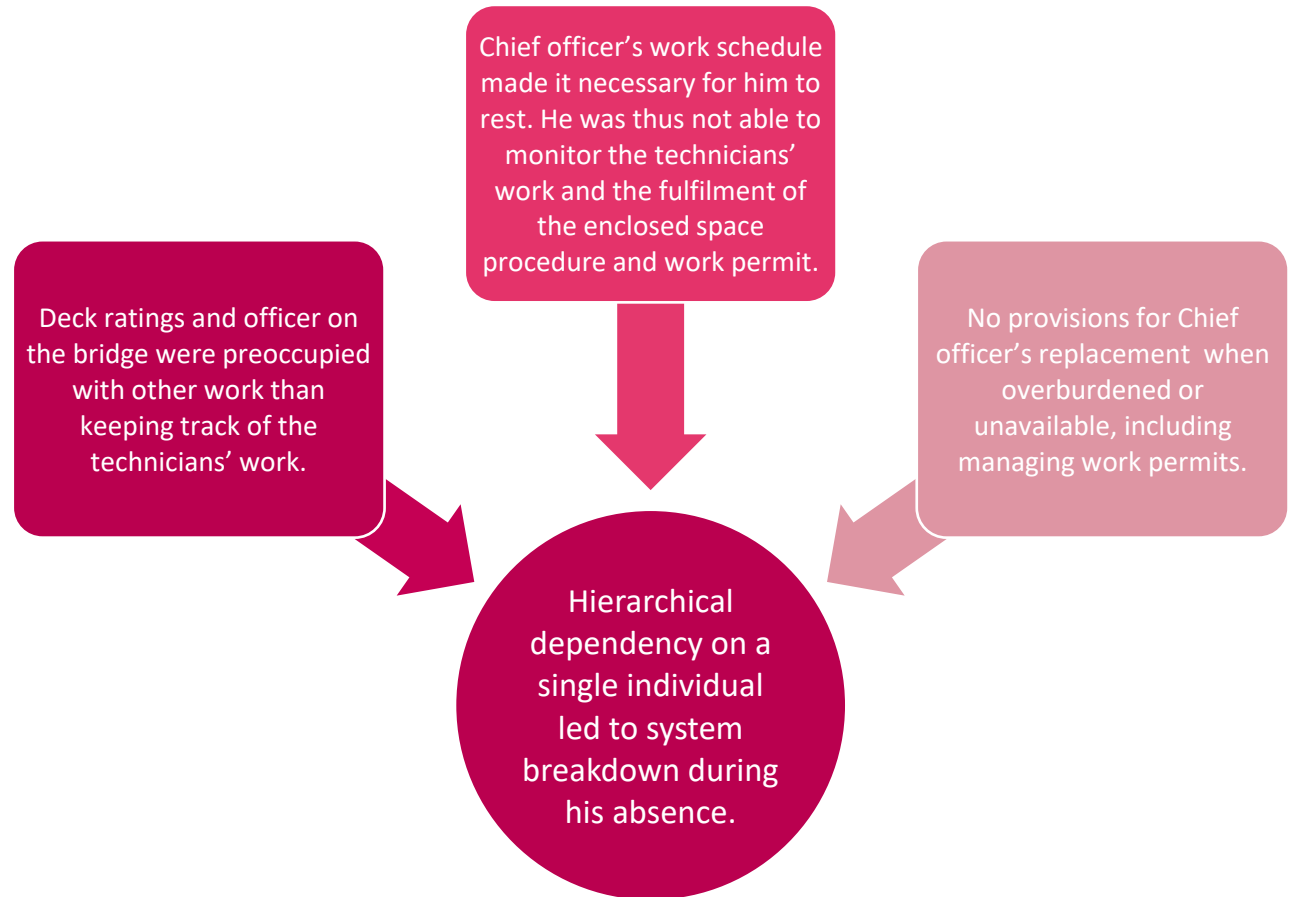 Chief officer’s work schedule
made it necessary for him to
rest. He was thus not able to
monitor the technicians’
work and the fulfilment of
the enclosed space
procedure and work permit.
Deck ratings and officer on
the bridge were preoccupied
with other work than
keeping track of the
technicians’ work.
No provisions for Chief
officer’s replacement  when
overburdened or
unavailable, including
managing work permits.
Hierarchical
dependency on a
single individual
led to system
breakdown during
his absence.